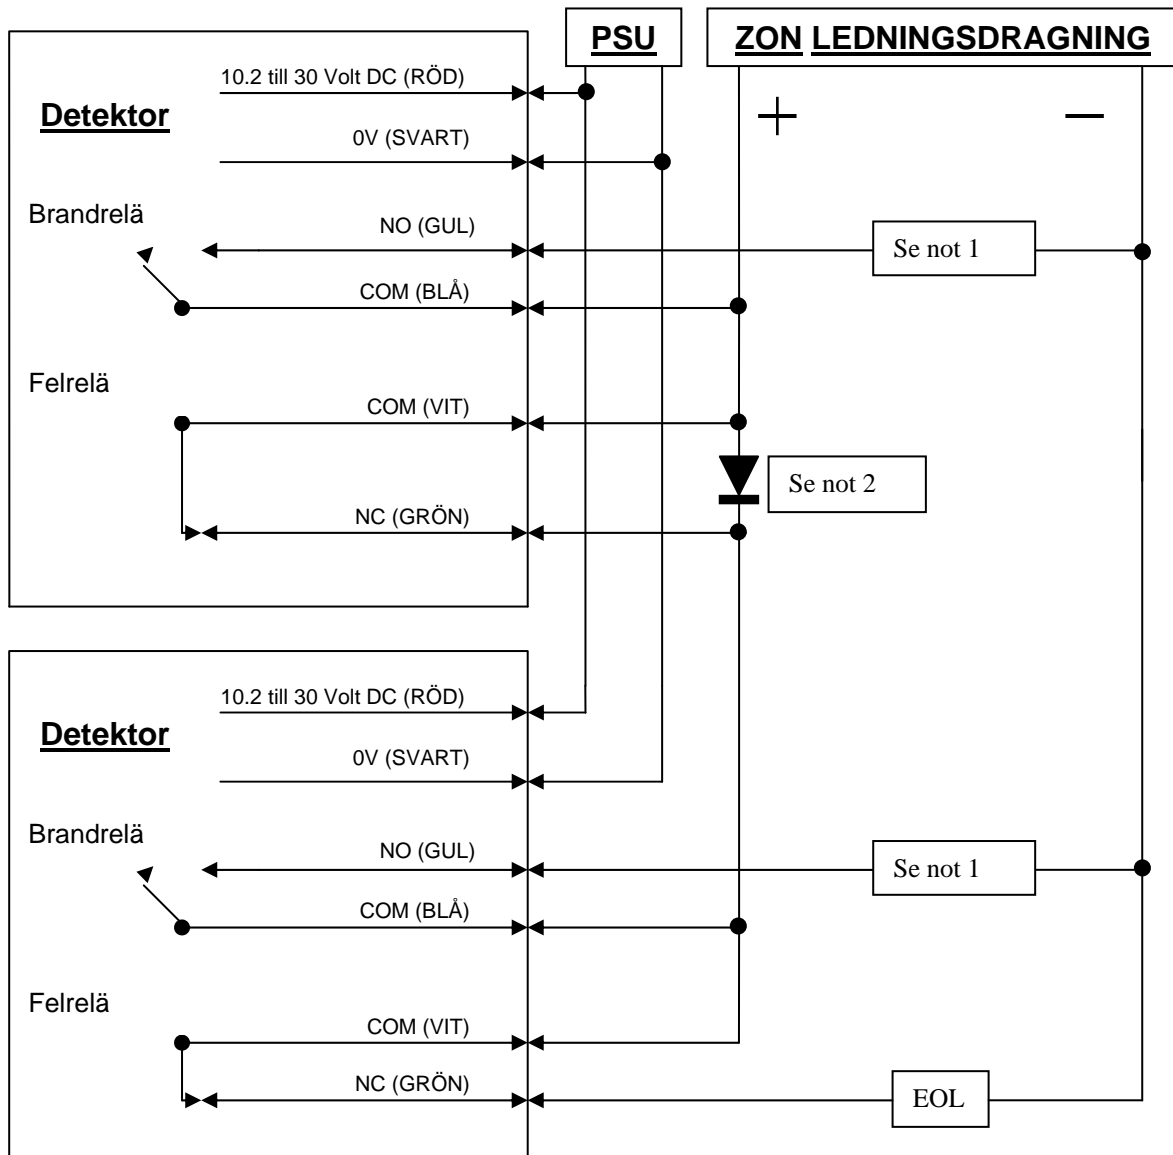 PSU
ZON LEDNINGSDRAGNING
+
—
10.2 till 30 Volt DC (RÖD)
Detektor
0V (SVART)
Brandrelä
NO (GUL)
Se not 1
COM (BLÅ)
Felrelä
COM (VIT)
Se not 2
NC (GRÖN)
10.2 till 30 Volt DC (RÖD)
Detektor
0V (SVART)
Brandrelä
NO (GUL)
Se not 1
COM (BLÅ)
Felrelä
COM (VIT)
NC (GRÖN)
EOL